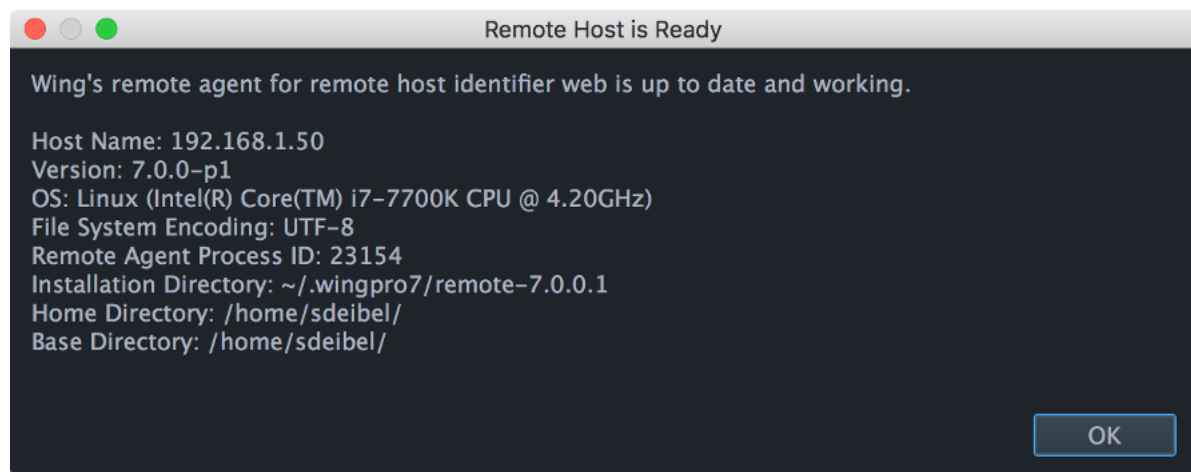 Remote Host is Ready
Wing's remote agent for remote host identifier web is up to date and working.
Host Name: 192.168.1.50
Version: 7.0.0-p1
OS: Linux (Intel(R) Core(TM) i7-7700K CPU @ 4.20GHz)
File System Encoding: UTF-8
Remote Agent Process ID: 23154
Installation Directory: ~/.wingpro7/remote-7.0.0.1
Home Directory: /home/sdeibel/
Base Directory: /home/sdeibel/
OK